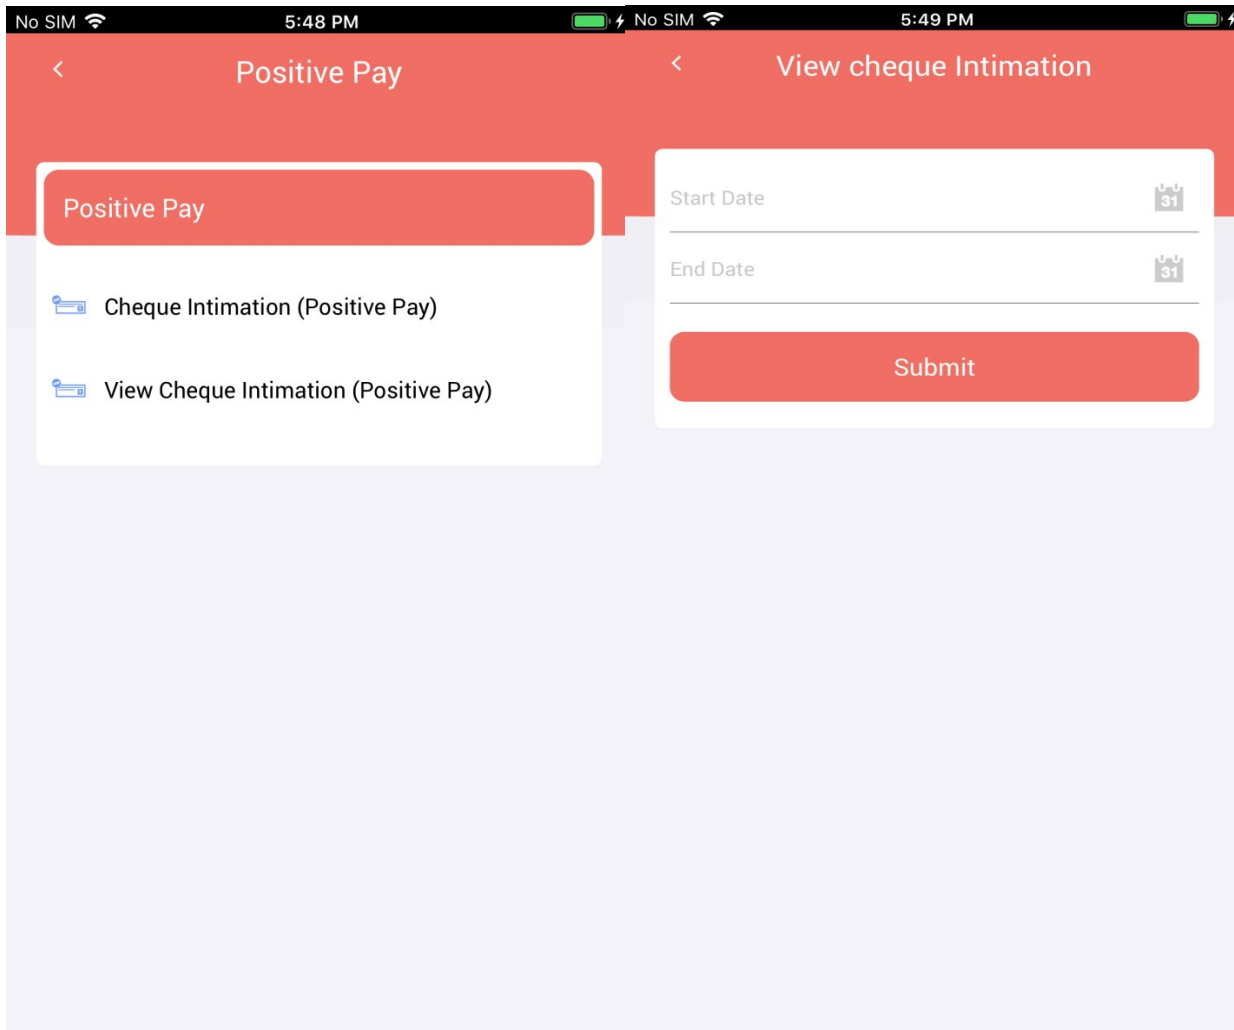 No SIM 5:48 PM
Positive Pay
Positive Pay
Cheque Intimation (Positive Pay)
View Cheque Intimation (Positive Pay)
No SIM 5:49 PM
View cheque Intimation
Start Date 31
End Date 31
Submit